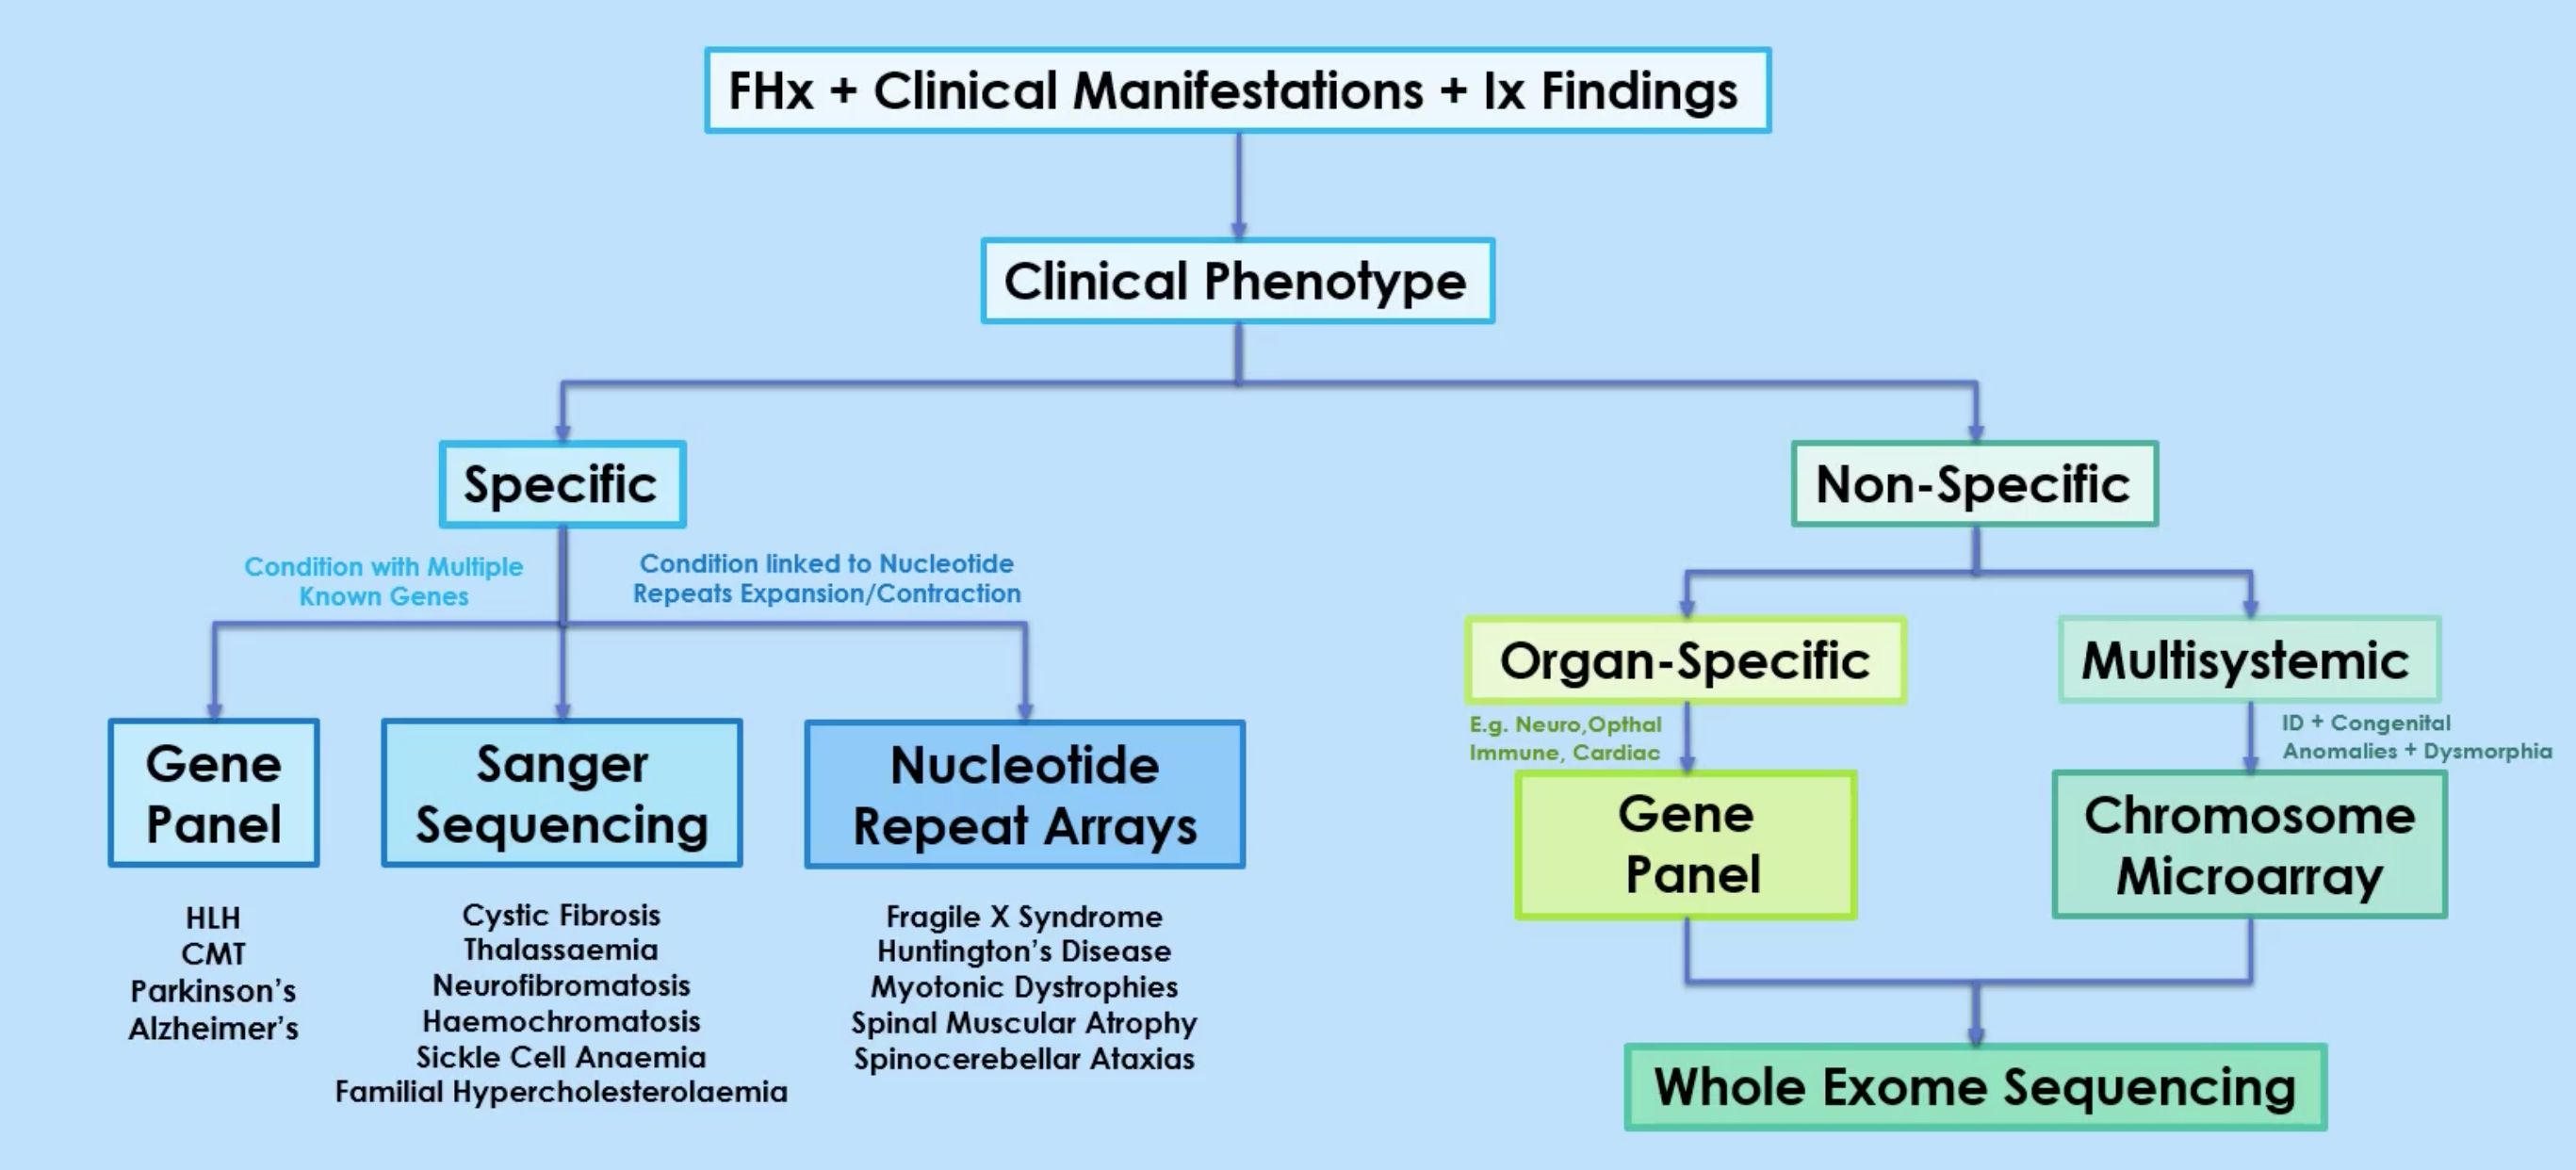 FHx + Clinical Manifestations + Ix Findings
Clinical Phenotype
Specific
Non-Specific
Condition with Multiple
Known Genes
Condition linked to Nucleotide
Repeats Expansion/Contraction
Organ-Specific
Multisystemic
E.g. Neuro,Opthal
Immune, Cardiac
ID + Congenital
Anomalies + Dysmorphia
Gene
Panel
Sanger
Sequencing
Nucleotide
Repeat Arrays
Gene
Panel
Chromosome
Microarray
HLH
CMT
Parkinson's
Alzheimer's
Cystic Fibrosis
Thalassaemia
Neurofibromatosis
Haemochromatosis
Sickle Cell Anaemia
Familial Hypercholesterolaemia
Fragile X Syndrome
Huntington's Disease
Myotonic Dystrophies
Spinal Muscular Atrophy
Spinocerebellar Ataxias
Whole Exome Sequencing